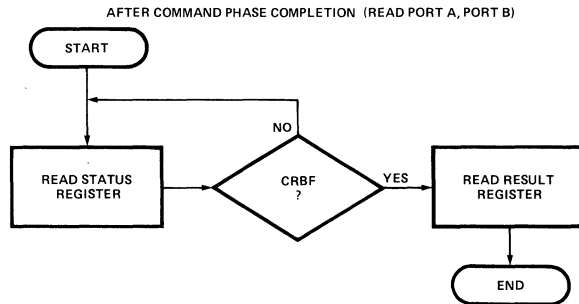 AFTER COMMAND PHASE COMPLETION (READ PORT A, PORT B)
START
NO
READ STATUS
REGISTER
CRBF
?
YES
READ RESULT
REGISTER
END